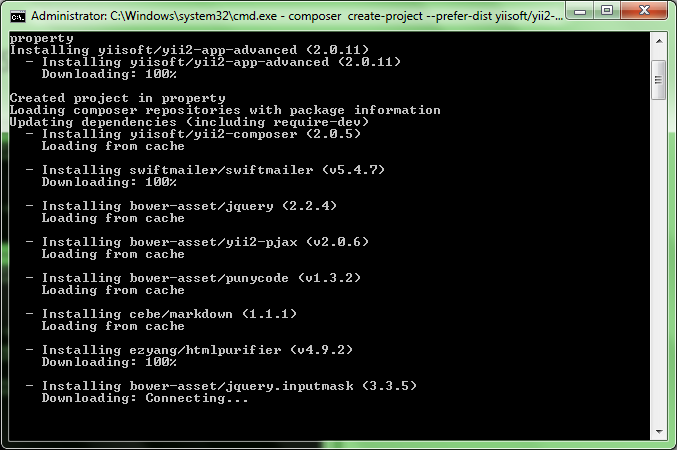 Administrator: C:\Windows\system32\cmd.exe - composer create-project --prefer-dist yiisoft/yii2-...
property
Installing yiisoft/yii2-app-advanced (2.0.11)
  - Installing yiisoft/yii2-app-advanced (2.0.11)
    Downloading: 100%
Created project in property
Loading composer repositories with package information
Updating dependencies (including require-dev)
  - Installing yiisoft/yii2-composer (2.0.5)
    Loading from cache
  - Installing swiftmailer/swiftmailer (v5.4.7)
    Downloading: 100%
  - Installing bower-asset/jquery (2.2.4)
    Loading from cache
  - Installing bower-asset/yii2-pjax (v2.0.6)
    Loading from cache
  - Installing bower-asset/punycode (v1.3.2)
    Loading from cache
  - Installing cebe/markdown (1.1.1)
    Loading from cache
  - Installing ezyang/htmlpurifier (v4.9.2)
    Downloading: 100%
  - Installing bower-asset/jquery.inputmask (3.3.5)
    Downloading: Connecting...